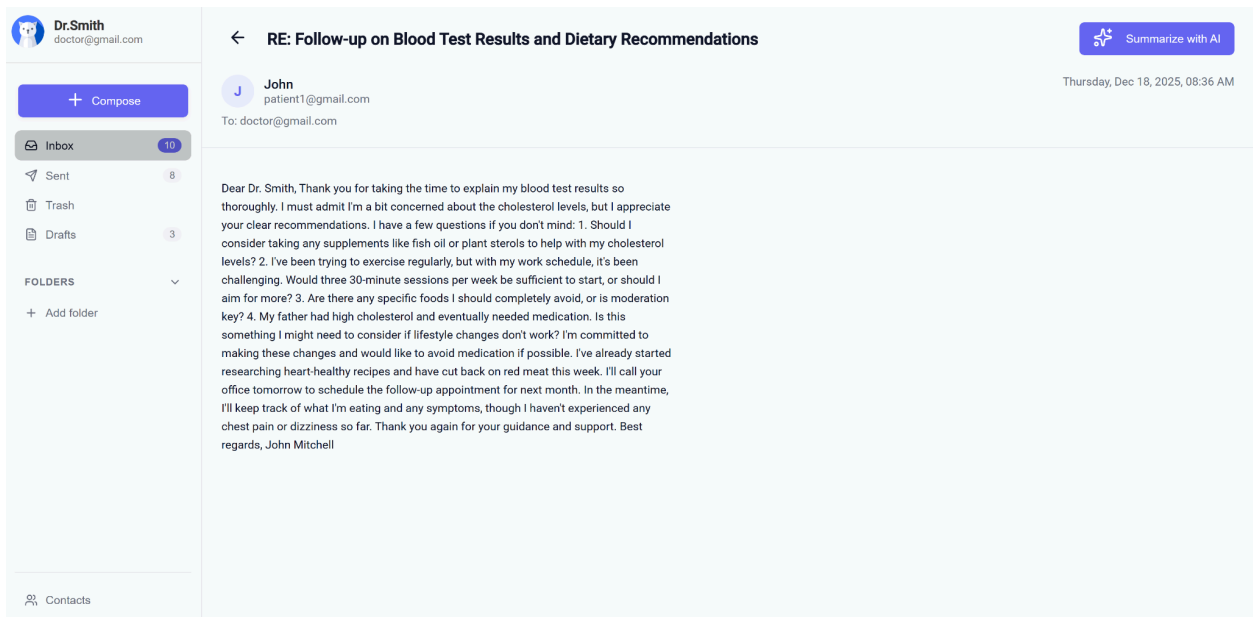 Dr.Smith
doctor@gmail.com
Compose
Inbox 10
Sent 8
Trash
Drafts 3
FOLDERS
Add folder
Contacts
RE: Follow-up on Blood Test Results and Dietary Recommendations
Summarize with AI
J
John
patient1@gmail.com
To: doctor@gmail.com
Thursday, Dec 18, 2025, 08:36 AM
Dear Dr. Smith, Thank you for taking the time to explain my blood test results so
thoroughly. I must admit I'm a bit concerned about the cholesterol levels, but I appreciate
your clear recommendations. I have a few questions if you don't mind: 1. Should I
consider taking any supplements like fish oil or plant sterols to help with my cholesterol
levels? 2. I've been trying to exercise regularly, but with my work schedule, it's been
challenging. Would three 30-minute sessions per week be sufficient to start, or should I
aim for more? 3. Are there any specific foods I should completely avoid, or is moderation
key? 4. My father had high cholesterol and eventually needed medication. Is this
something I might need to consider if lifestyle changes don't work? I'm committed to
making these changes and would like to avoid medication if possible. I've already started
researching heart-healthy recipes and have cut back on red meat this week. I'll call your
office tomorrow to schedule the follow-up appointment for next month. In the meantime,
I'll keep track of what I'm eating and any symptoms, though I haven't experienced any
chest pain or dizziness so far. Thank you again for your guidance and support. Best
regards, John Mitchell